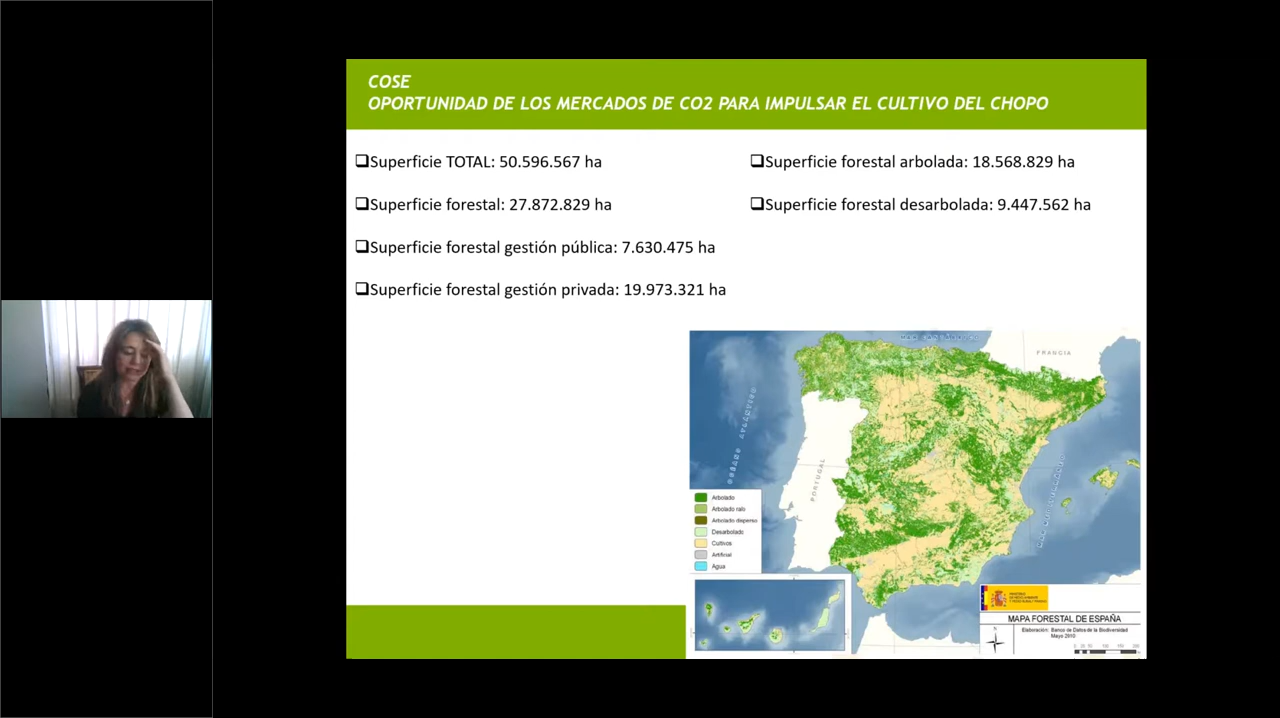 COSE
OPORTUNIDAD DE LOS MERCADOS DE CO2 PARA IMPULSAR EL CULTIVO DEL CHOPO
❑Superficie TOTAL: 50.596.567 ha
❑Superficie forestal: 27.872.829 ha
❑Superficie forestal gestión pública: 7.630.475 ha
❑Superficie forestal gestión privada: 19.973.321 ha
❑Superficie forestal arbolada: 18.568.829 ha
❑Superficie forestal desarbolada: 9.447.562 ha
FRANCIA
PORTUGAL
Arbolado
Arbolado ralo
Arbolado disperso
Desarbolado
Cultivos
Artificial
Agua
MAPA FORESTAL DE ESPAÑA
Elaboración: Banco de Datos de la Biodiversidad
Mayo 2010
N